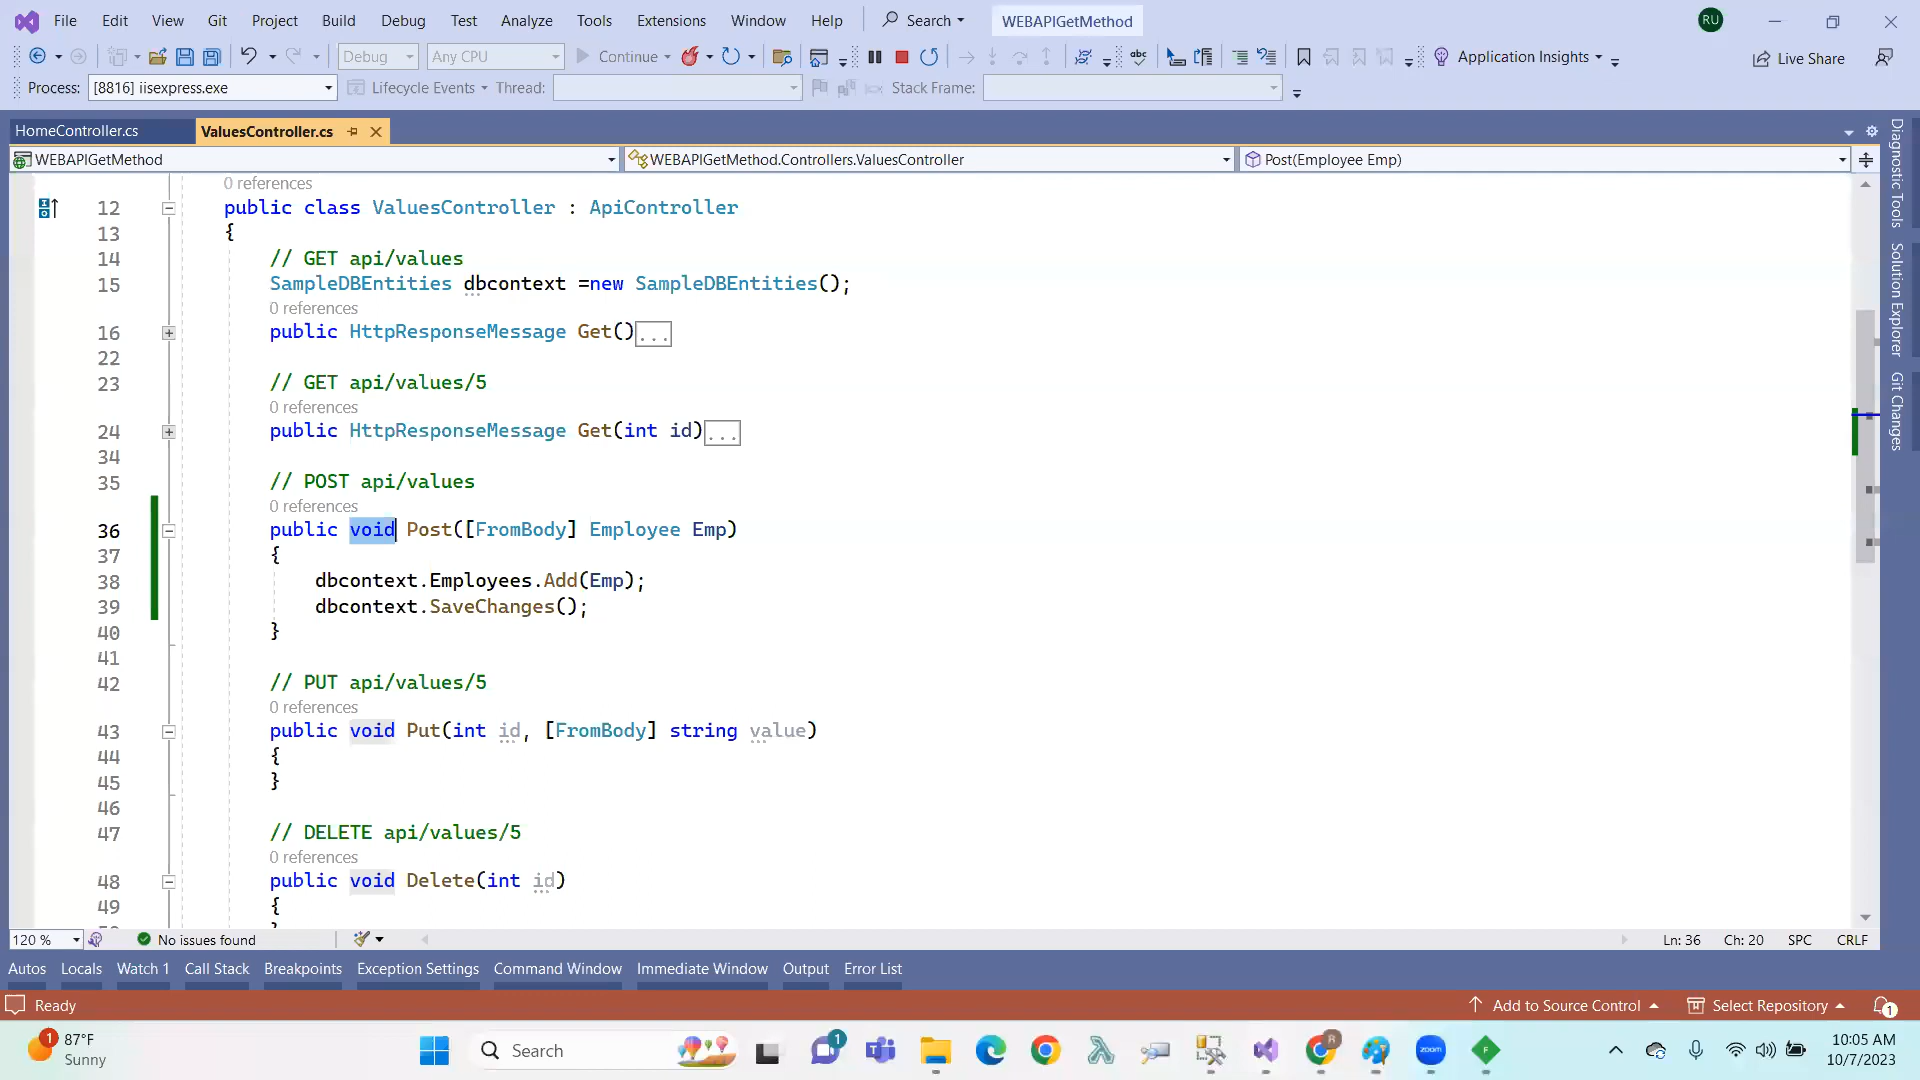 File Edit View Git Project Build Debug Test Analyze Tools Extensions Window Help Search WEBAPIGetMethod RU
Debug Any CPU Continue Application Insights Live Share
Process: [8816] iisexpress.exe Lifecycle Events Thread: Stack Frame:
HomeController.cs ValuesController.cs
WEBAPIGetMethod WEBAPIGetMethod.Controllers.ValuesController Post(Employee Emp)
0 references
12 public class ValuesController : ApiController
13 {
14 // GET api/values
15 SampleDBEntities dbcontext =new SampleDBEntities();
0 references
16 public HttpResponseMessage Get()...
22
23 // GET api/values/5
0 references
24 public HttpResponseMessage Get(int id)...
34
35 // POST api/values
0 references
36 public void Post([FromBody] Employee Emp)
37 {
38 dbcontext.Employees.Add(Emp);
39 dbcontext.SaveChanges();
40 }
41
42 // PUT api/values/5
0 references
43 public void Put(int id, [FromBody] string value)
44 {
45 }
46
47 // DELETE api/values/5
0 references
48 public void Delete(int id)
49 {
Diagnostic Tools
Solution Explorer
Git Changes
120 % No issues found Ln: 36 Ch: 20 SPC CRLF
Autos Locals Watch 1 Call Stack Breakpoints Exception Settings Command Window Immediate Window Output Error List
Ready Add to Source Control Select Repository 1
1 87°F
Sunny
Search
1
R
zoom
F
10:05 AM
10/7/2023